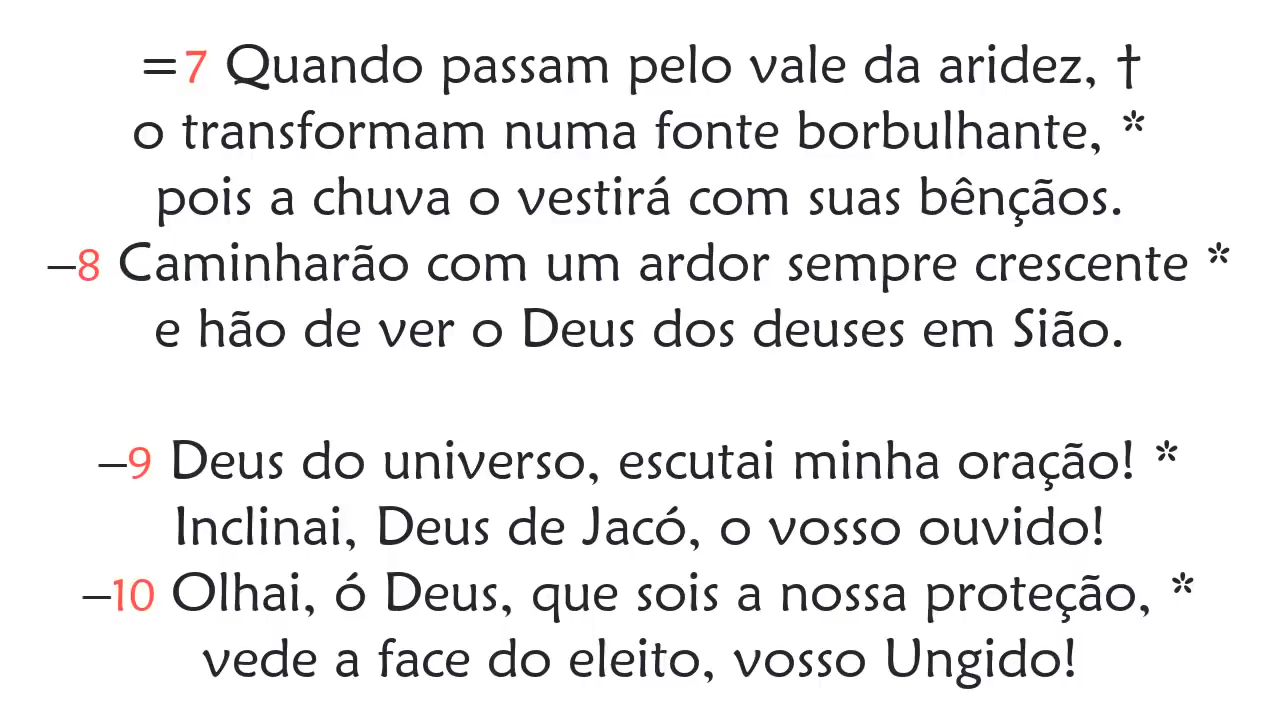 =7 Quando passam pelo vale da aridez, †
o transformam numa fonte borbulhante, *
pois a chuva o vestirá com suas bênçãos.
–8 Caminharão com um ardor sempre crescente *
e hão de ver o Deus dos deuses em Sião.
–9 Deus do universo, escutai minha oração! *
Inclinai, Deus de Jacó, o vosso ouvido!
–10 Olhai, ó Deus, que sois a nossa proteção, *
vede a face do eleito, vosso Ungido!